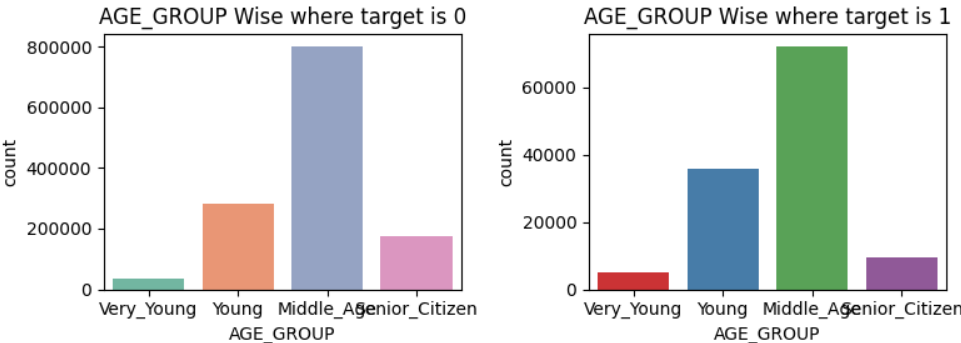 AGE_GROUP Wise where target is 0
800000
600000
400000
200000
0
count
Very_Young Young Middle_Age Senior_Citizen
AGE_GROUP
AGE_GROUP Wise where target is 1
60000
40000
20000
0
count
Very_Young Young Middle_Age Senior_Citizen
AGE_GROUP